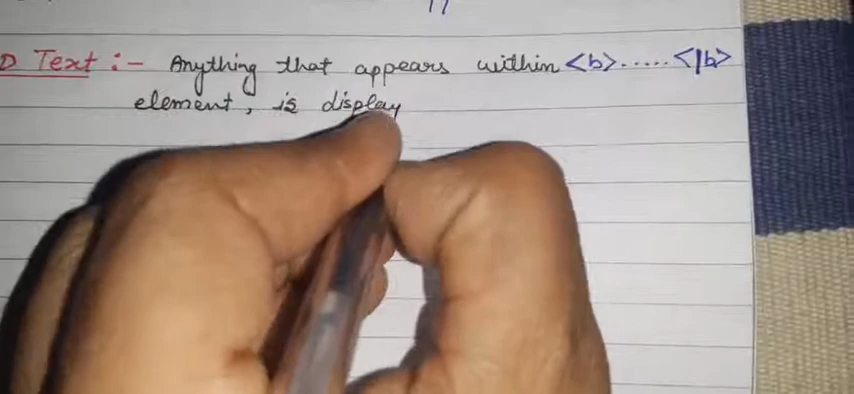 Text :- Anything that appears within <b>.....</b>
element, is display